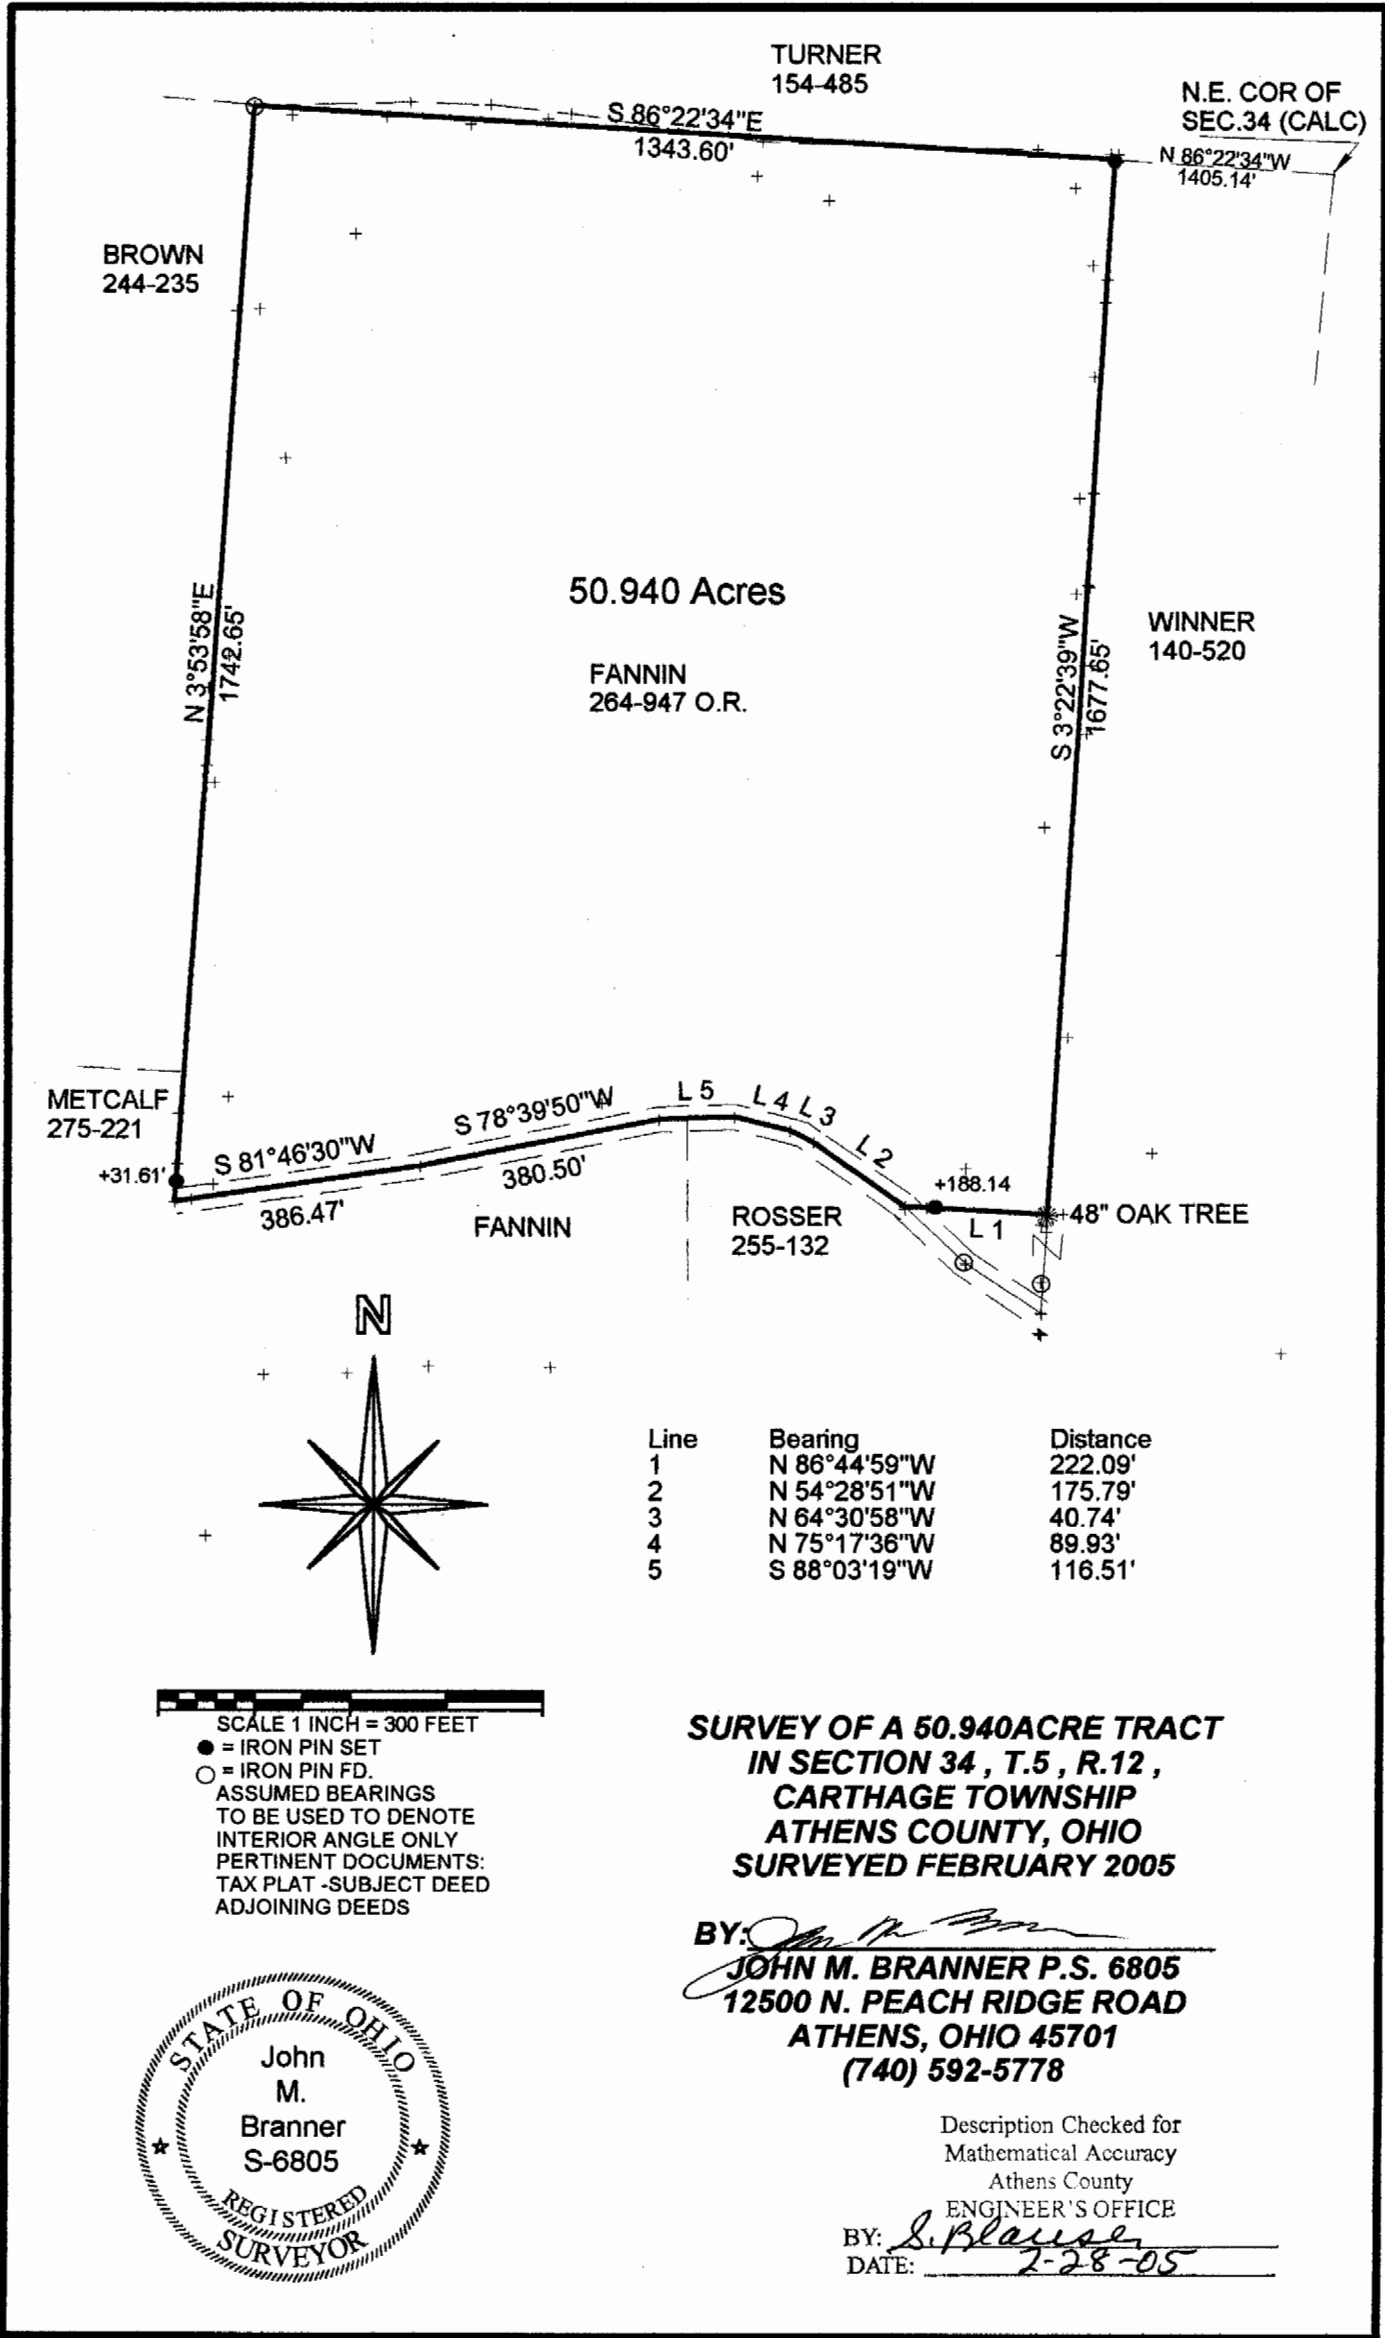 TURNER
154-485
N.E. COR OF
SEC.34 (CALC)
S 86°22'34"E
1343.60'
N 86°22'34"W
1405.14'
BROWN
244-235
50.940 Acres
FANNIN
264-947 O.R.
N 3°53'58"E
1742.65'
S 3°22'39"W
1677.65'
WINNER
140-520
METCALF
275-221
+31.61'
S 81°46'30"W
386.47'
S 78°39'50"W
380.50'
L 5
L 4
L 3
L 2
+188.14
L 1
48" OAK TREE
FANNIN
ROSSER
255-132
N
Line Bearing Distance
1 N 86°44'59"W 222.09'
2 N 54°28'51"W 175.79'
3 N 64°30'58"W 40.74'
4 N 75°17'36"W 89.93'
5 S 88°03'19"W 116.51'
SCALE 1 INCH = 300 FEET
= IRON PIN SET
= IRON PIN FD.
ASSUMED BEARINGS
TO BE USED TO DENOTE
INTERIOR ANGLE ONLY
PERTINENT DOCUMENTS:
TAX PLAT -SUBJECT DEED
ADJOINING DEEDS
SURVEY OF A 50.940ACRE TRACT
IN SECTION 34 , T.5 , R.12 ,
CARTHAGE TOWNSHIP
ATHENS COUNTY, OHIO
SURVEYED FEBRUARY 2005
BY:
JOHN M. BRANNER P.S. 6805
12500 N. PEACH RIDGE ROAD
ATHENS, OHIO 45701
(740) 592-5778
STATE OF OHIO
John
M.
Branner
S-6805
REGISTERED
SURVEYOR
Description Checked for
Mathematical Accuracy
Athens County
ENGINEER'S OFFICE
BY: S. Blauser
DATE: 2-28-05